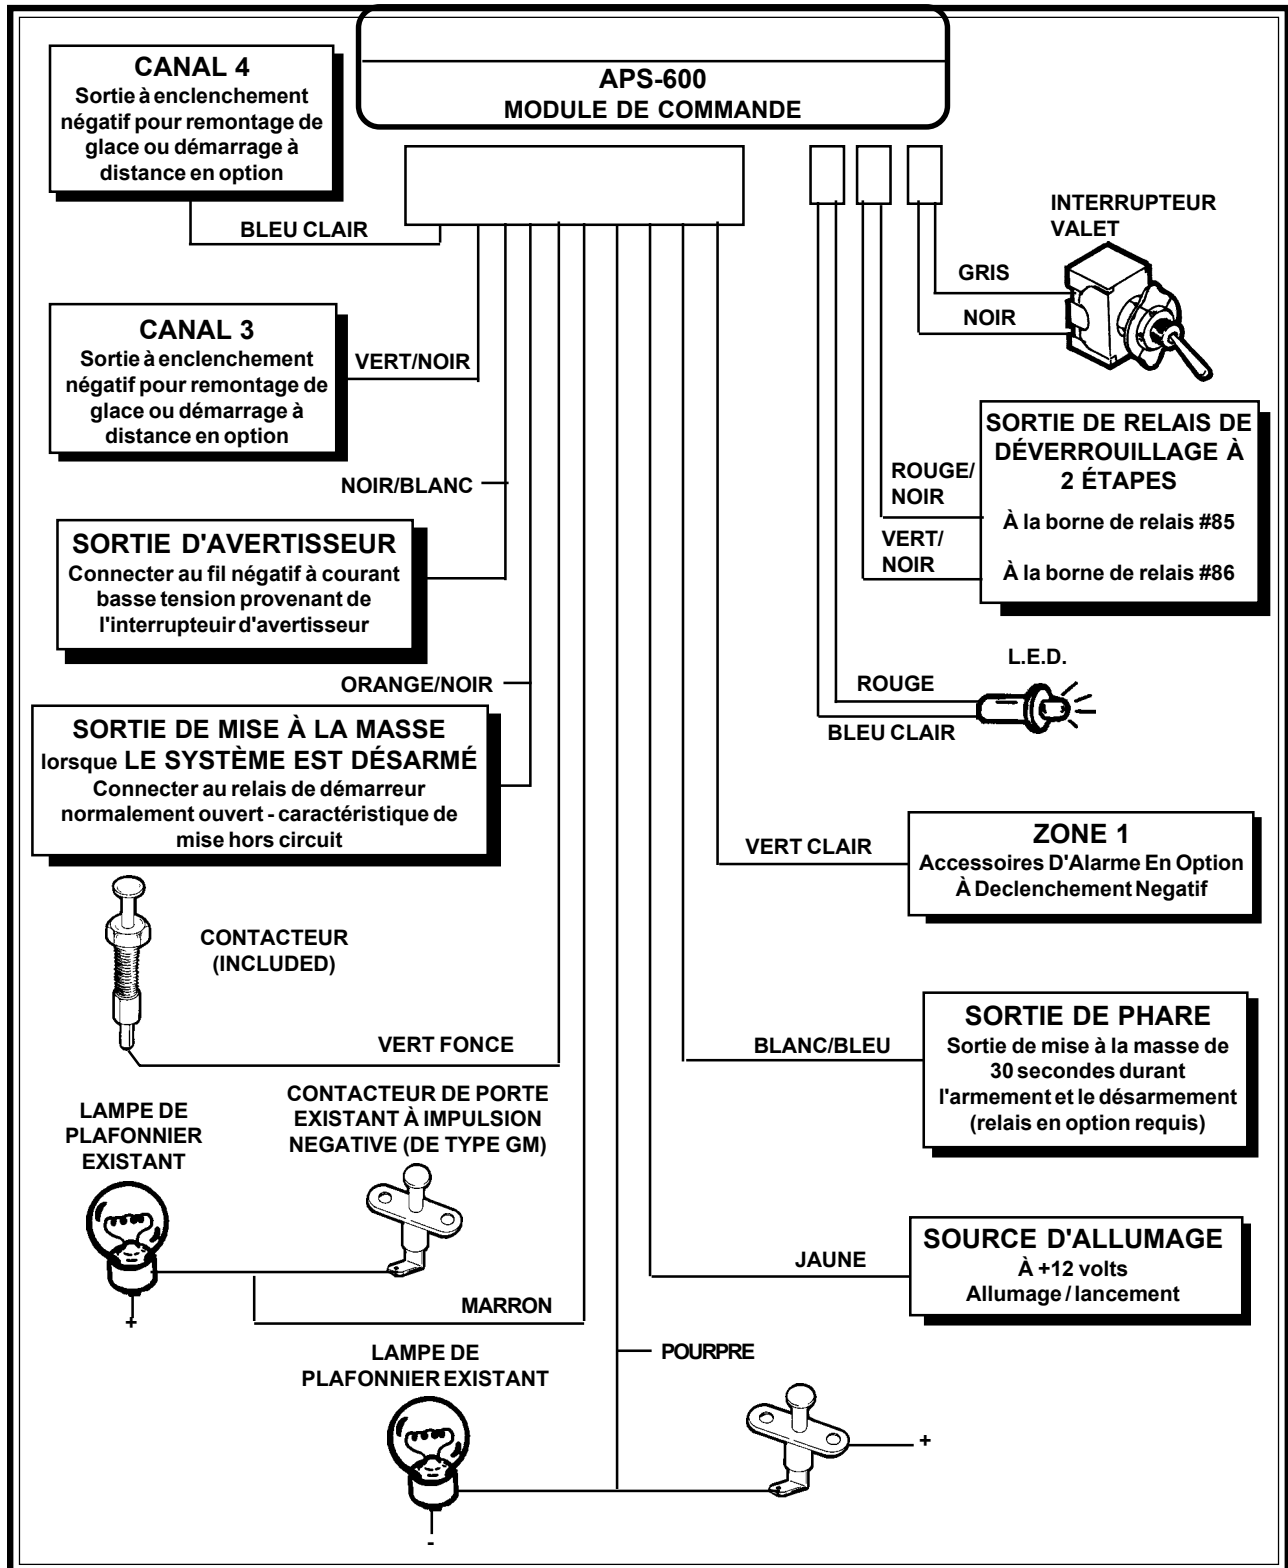 APS-600
MODULE DE COMMANDE
CANAL 4
Sortie à enclenchement
négatif pour remontage de
glace ou démarrage à
distance en option
BLEU CLAIR
CANAL 3
Sortie à enclenchement
négatif pour remontage de
glace ou démarrage à
distance en option
VERT/NOIR
NOIR/BLANC
SORTIE D'AVERTISSEUR
Connecter au fil négatif à courant
basse tension provenant de
l'interrupteuir d'avertisseur
ORANGE/NOIR
SORTIE DE MISE À LA MASSE
lorsque LE SYSTÈME EST DÉSARMÉ
Connecter au relais de démarreur
normalement ouvert - caractéristique de
mise hors circuit
CONTACTEUR
(INCLUDED)
VERT FONCE
LAMPE DE
PLAFONNIER
EXISTANT
+
CONTACTEUR DE PORTE
EXISTANT À IMPULSION
NEGATIVE (DE TYPE GM)
MARRON
LAMPE DE
PLAFONNIER EXISTANT
-
POURPRE
+
INTERRUPTEUR
VALET
GRIS
NOIR
SORTIE DE RELAIS DE
DÉVERROUILLAGE À
2 ÉTAPES
À la borne de relais #85
À la borne de relais #86
ROUGE/
NOIR
VERT/
NOIR
L.E.D.
ROUGE
BLEU CLAIR
VERT CLAIR
ZONE 1
Accessoires D'Alarme En Option
À Declenchement Negatif
BLANC/BLEU
SORTIE DE PHARE
Sortie de mise à la masse de
30 secondes durant
l'armement et le désarmement
(relais en option requis)
JAUNE
SOURCE D'ALLUMAGE
À +12 volts
Allumage / lancement